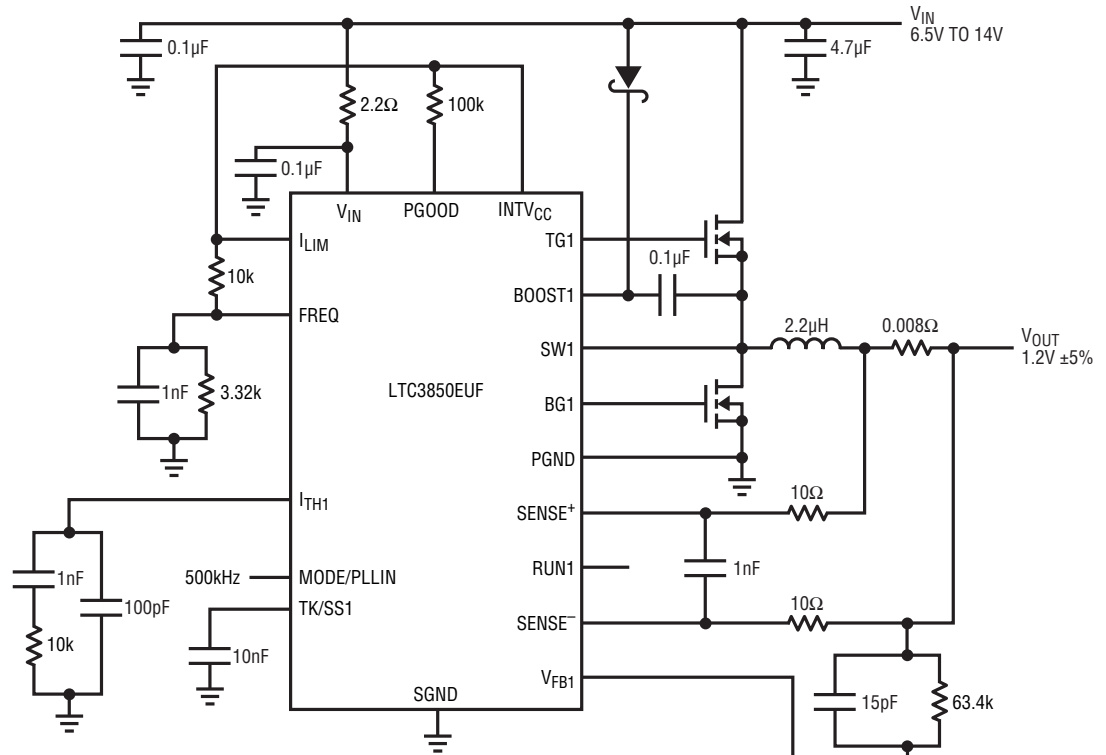 V_IN
6.5V TO 14V
0.1µF
4.7µF
2.2Ω
100k
0.1µF
V_IN
PGOOD
INTV_CC
I_LIM
TG1
0.1µF
10k
BOOST1
FREQ
2.2µH
0.008Ω
SW1
V_OUT
1.2V ±5%
1nF
3.32k
LTC3850EUF
BG1
PGND
10Ω
I_TH1
SENSE⁺
1nF
500kHz
MODE/PLLIN
RUN1
1nF
100pF
TK/SS1
10Ω
SENSE⁻
10k
10nF
V_FB1
SGND
15pF
63.4k